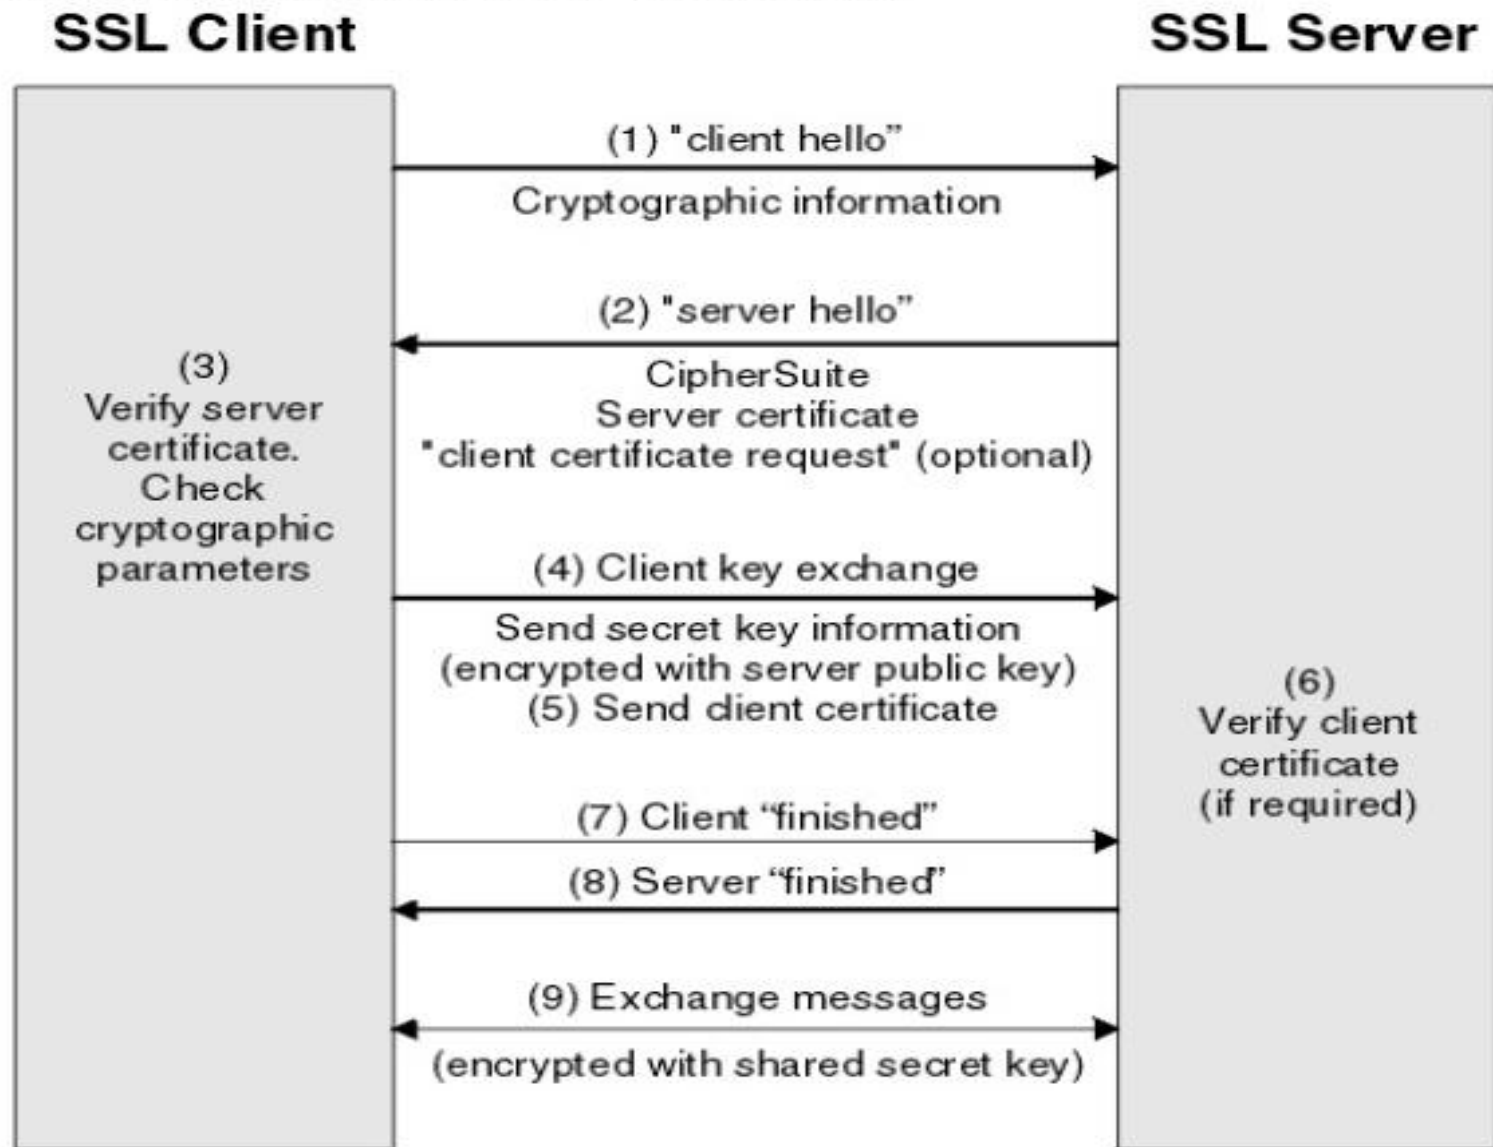 SSL Client
SSL Server
(1) "client hello”
Cryptographic information
(2) "server hello”
CipherSuite
Server certificate
"client certificate request" (optional)
(3)
Verify server
certificate.
Check
cryptographic
parameters
(4) Client key exchange
Send secret key information
(encrypted with server public key)
(5) Send client certificate
(6)
Verify client
certificate
(if required)
(7) Client “finished”
(8) Server “finished”
(9) Exchange messages
(encrypted with shared secret key)